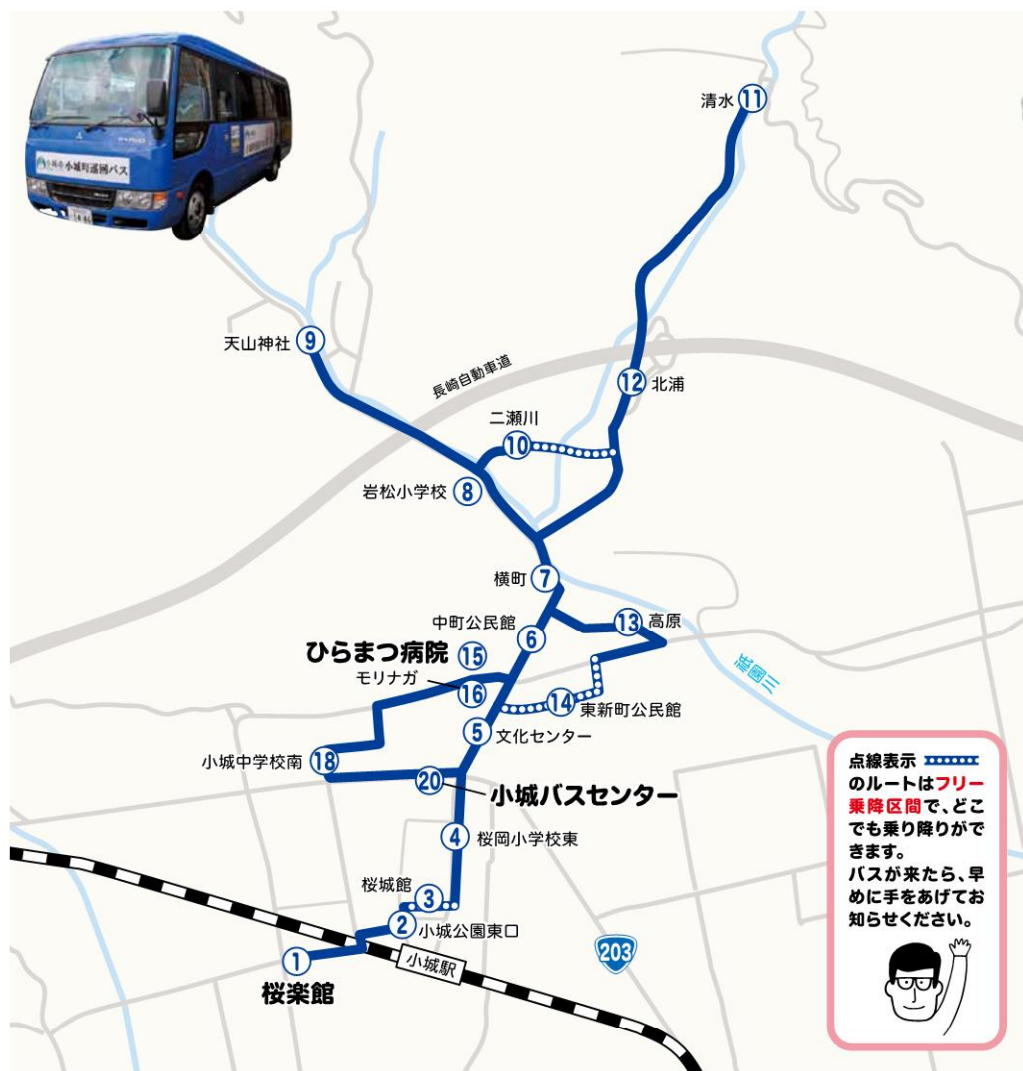 小城町巡回バス
清水
⑪
天山神社
⑨
長崎自動車道
⑫
北浦
二瀬川
⑩
岩松小学校
⑧
横町
⑦
中町公民館
⑥
⑬
高原
ひらまつ病院
⑮
モリナガ
⑯
⑭
東新町公民館
祇園川
⑤
文化センター
小城中学校南
⑱
⑳
小城バスセンター
④
桜岡小学校東
桜城館
③
②
小城公園東口
①
桜楽館
小城駅
203
点線表示
のルートはフリー
乗降区間で、どこ
でも乗り降りがで
きます。
バスが来たら、早
めに手をあげてお
知らせください。